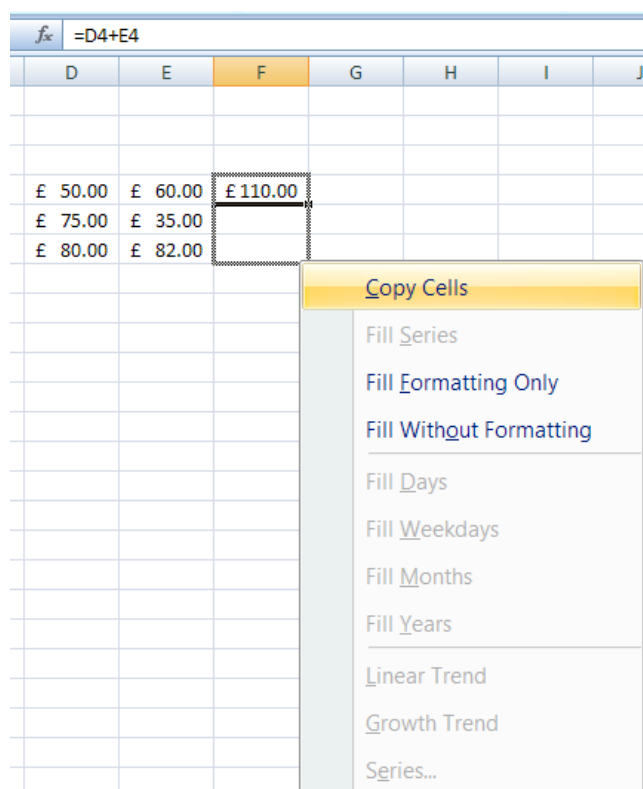 fx =D4+E4
D E F G H I J
£ 50.00 £ 60.00 £ 110.00
£ 75.00 £ 35.00
£ 80.00 £ 82.00
Copy Cells
Fill Series
Fill Formatting Only
Fill Without Formatting
Fill Days
Fill Weekdays
Fill Months
Fill Years
Linear Trend
Growth Trend
Series...